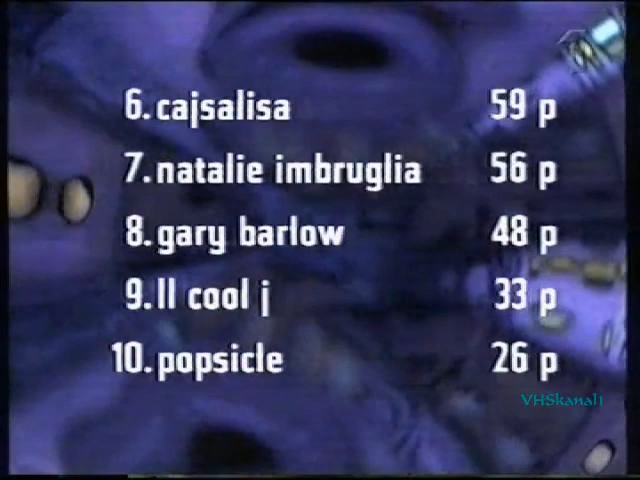 6. cajsalisa 59 p
7. natalie imbruglia 56 p
8. gary barlow 48 p
9. ll cool j 33 p
10. popsicle 26 p
VHSkanal1